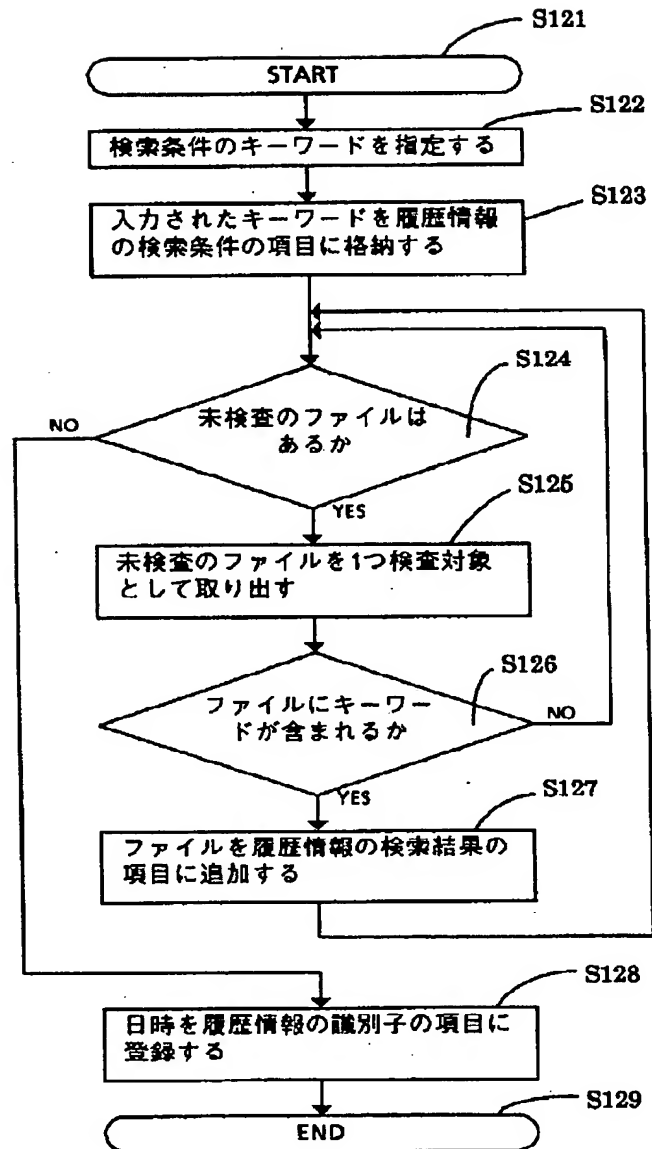 S121
START
S122
検索条件のキーワードを指定する
S123
入力されたキーワードを履歴情報
の検索条件の項目に格納する
S124
未検査のファイルは
あるか
NO
YES
S125
未検査のファイルを1つ検査対象
として取り出す
S126
ファイルにキーワー
ドが含まれるか
NO
YES
S127
ファイルを履歴情報の検索結果の
項目に追加する
S128
日時を履歴情報の識別子の項目に
登録する
S129
END